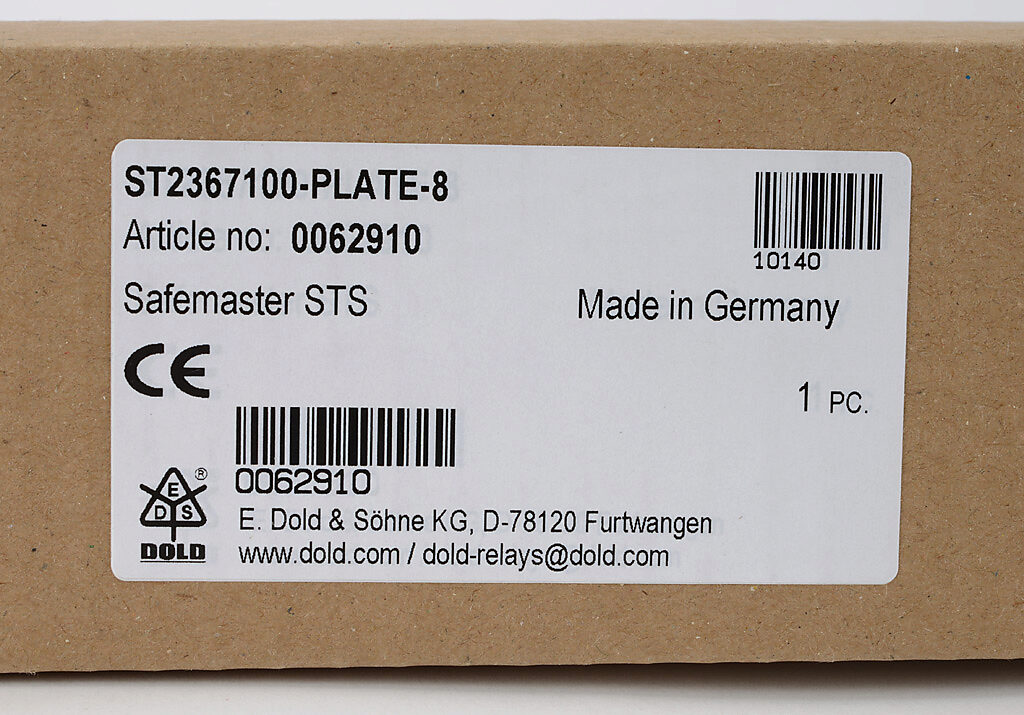 ST2367100-PLATE-8
Article no: 0062910
10140
Safemaster STS
Made in Germany
CE
1 PC.
0062910
®
E
D S
DOLD
E. Dold & Söhne KG, D-78120 Furtwangen
www.dold.com / dold-relays@dold.com